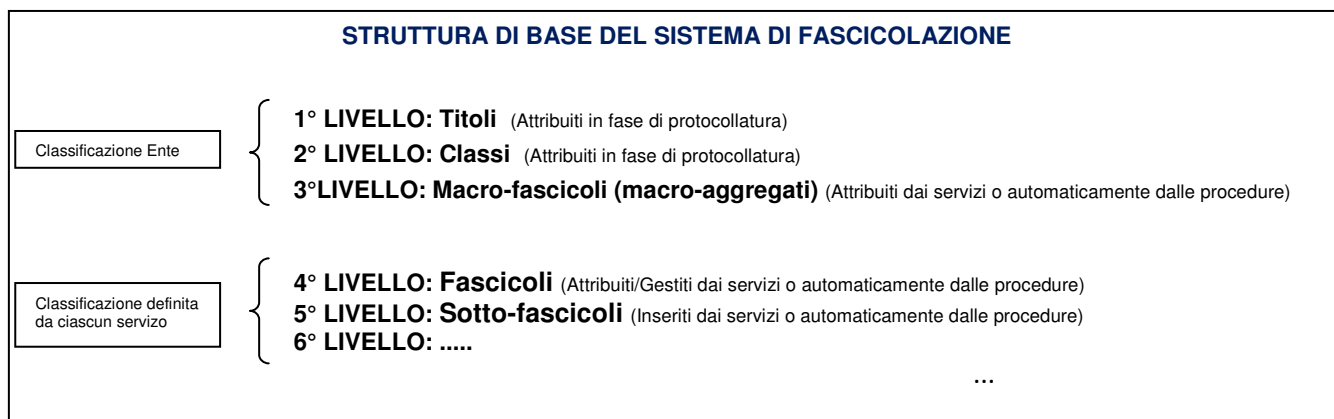 STRUTTURA DI BASE DEL SISTEMA DI FASCICOLAZIONE
Classificazione Ente
1° LIVELLO: Titoli (Attribuiti in fase di protocollatura)
2° LIVELLO: Classi (Attribuiti in fase di protocollatura)
3°LIVELLO: Macro-fascicoli (macro-aggregati) (Attribuiti dai servizi o automaticamente dalle procedure)
Classificazione definita
da ciascun servizo
4° LIVELLO: Fascicoli (Attribuiti/Gestiti dai servizi o automaticamente dalle procedure)
5° LIVELLO: Sotto-fascicoli (Inseriti dai servizi o automaticamente dalle procedure)
6° LIVELLO: .....
...